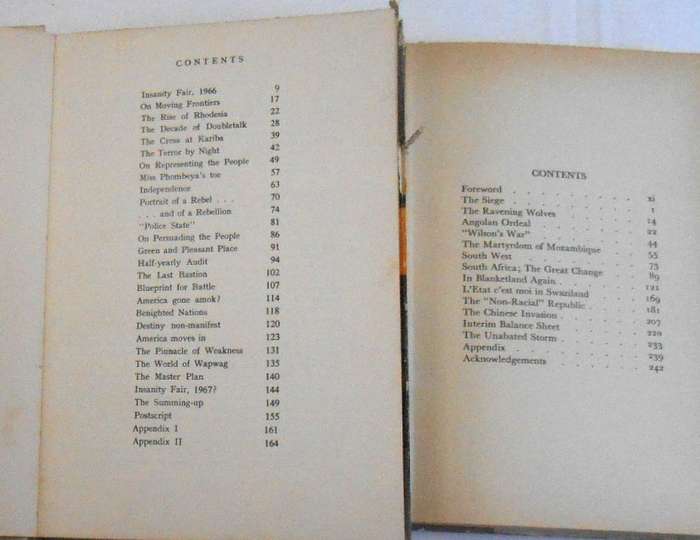 CONTENTS
Insanity Fair, 1966 9
On Moving Frontiers 17
The Rise of Rhodesia 22
The Decade of Doubletalk 28
The Cross at Kariba 39
The Terror by Night 42
On Representing the People 49
Miss Phombeya's toe 57
Independence 63
Portrait of a Rebel . . . 70
. . . and of a Rebellion 74
"Police State" 81
On Persuading the People 86
Green and Pleasant Place 91
Half-yearly Audit 94
The Last Bastion 102
Blueprint for Battle 107
America gone amok? 114
Benighted Nations 118
Destiny non-manifest 120
America moves in 123
The Pinnacle of Weakness 131
The World of Wapwag 135
The Master Plan 140
Insanity Fair, 1967? 144
The Summing-up 149
Postscript 155
Appendix I 161
Appendix II 164
CONTENTS
Foreword xi
The Siege 1
The Ravening Wolves 14
Angolan Ordeal 22
"Wilson's War" 44
The Martyrdom of Mozambique 55
South West 73
South Africa; The Great Change 89
In Blanketland Again 121
L'Etat c'est moi in Swaziland 169
The "Non-Racial" Republic 181
The Chinese Invasion 207
Interim Balance Sheet 220
The Unabated Storm 233
Appendix 239
Acknowledgements 242